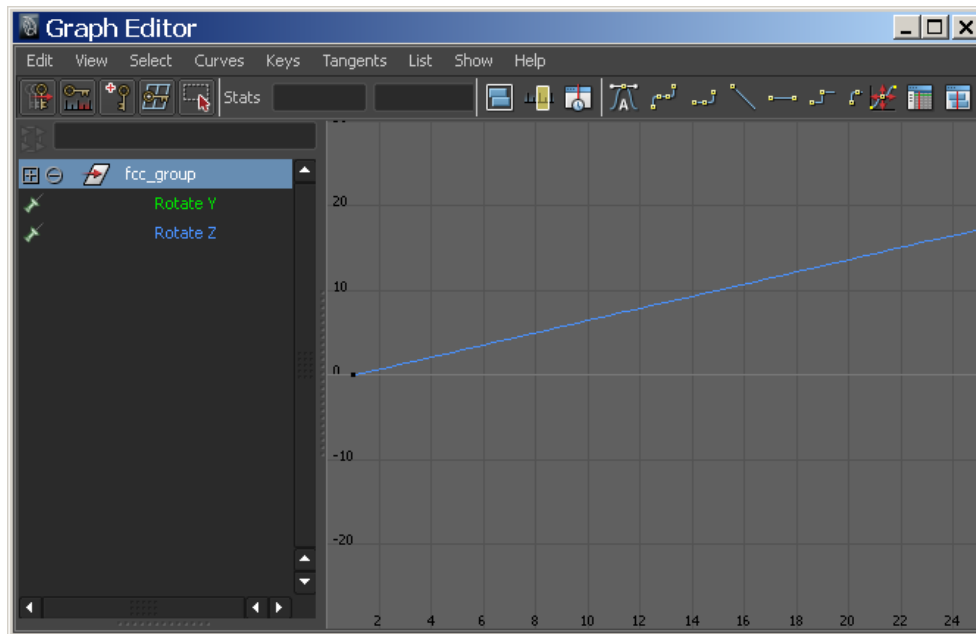 Graph Editor
Edit View Select Curves Keys Tangents List Show Help
Stats
fcc_group
Rotate Y
Rotate Z
20
10
0
-10
-20
2 4 6 8 10 12 14 16 18 20 22 24